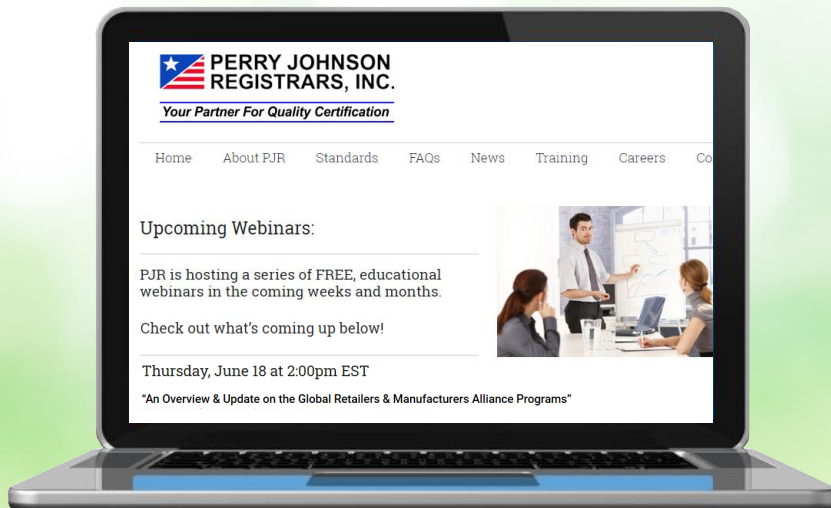 PERRY JOHNSON
REGISTRARS, INC.
Your Partner For Quality Certification
Home About PJR Standards FAQs News Training Careers Co
Upcoming Webinars:
PJR is hosting a series of FREE, educational
webinars in the coming weeks and months.
Check out what's coming up below!
Thursday, June 18 at 2:00pm EST
"An Overview & Update on the Global Retailers & Manufacturers Alliance Programs"